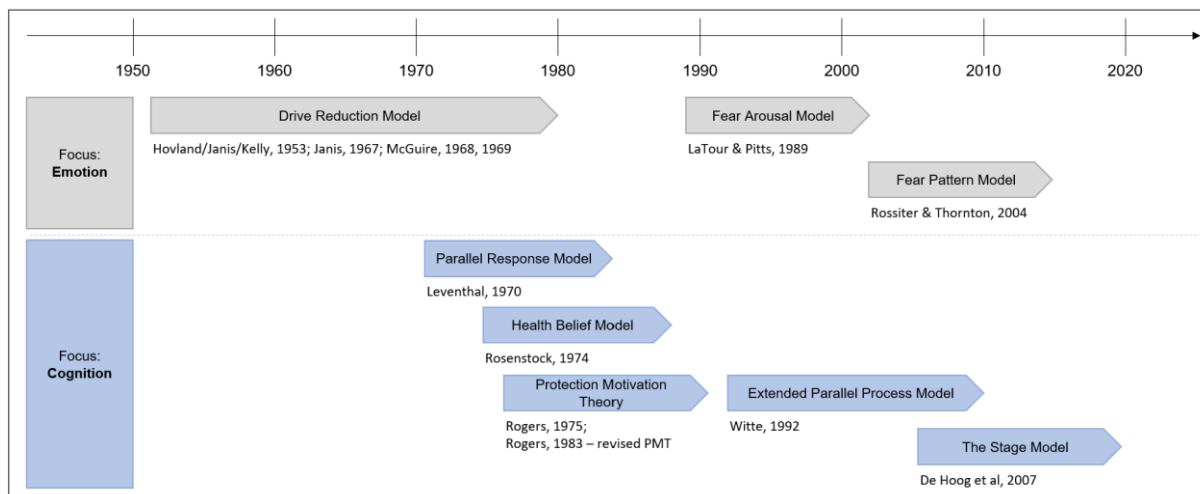 1950 1960 1970 1980 1990 2000 2010 2020
Focus:
Emotion
Drive Reduction Model
Hovland/Janis/Kelly, 1953; Janis, 1967; McGuire, 1968, 1969
Fear Arousal Model
LaTour & Pitts, 1989
Fear Pattern Model
Rossiter & Thornton, 2004
Focus:
Cognition
Parallel Response Model
Leventhal, 1970
Health Belief Model
Rosenstock, 1974
Protection Motivation
Theory
Rogers, 1975;
Rogers, 1983 – revised PMT
Extended Parallel Process Model
Witte, 1992
The Stage Model
De Hoog et al, 2007